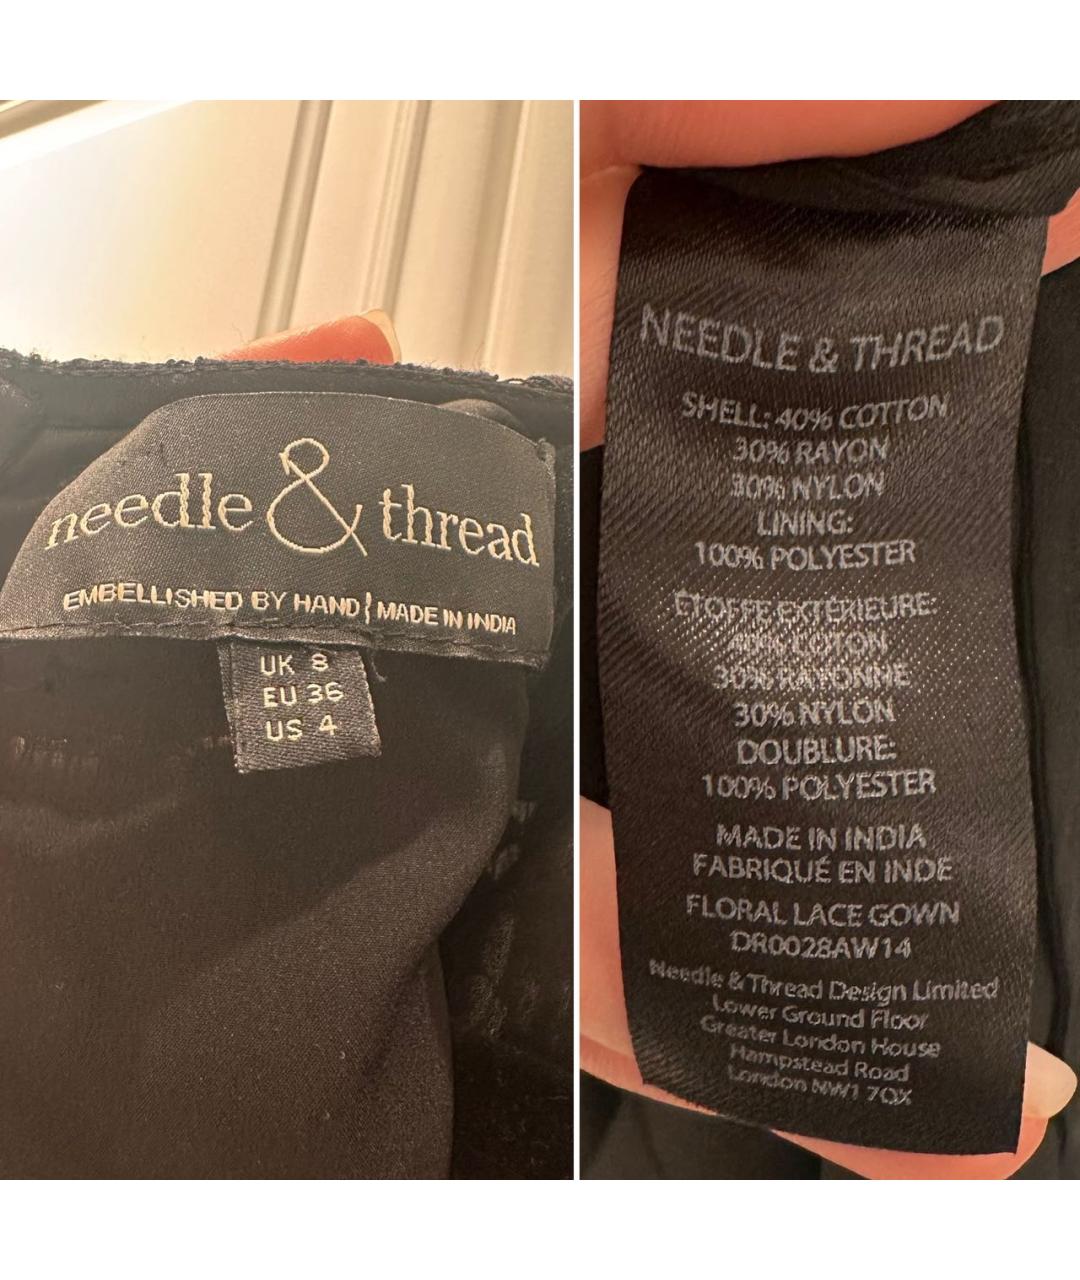 needle & thread
EMBELLISHED BY HAND | MADE IN INDIA
UK 8
EU 36
US 4
NEEDLE & THREAD
SHELL: 40% COTTON
30% RAYON
30% NYLON
LINING:
100% POLYESTER
ÉTOFFE EXTÉRIEURE:
40% COTON
30% RAYONNE
30% NYLON
DOUBLURE:
100% POLYESTER
MADE IN INDIA
FABRIQUÉ EN INDE
FLORAL LACE GOWN
DR0028AW14
Needle & Thread Design Limited
Lower Ground Floor
Greater London House
Hampstead Road
London NW1 7QX